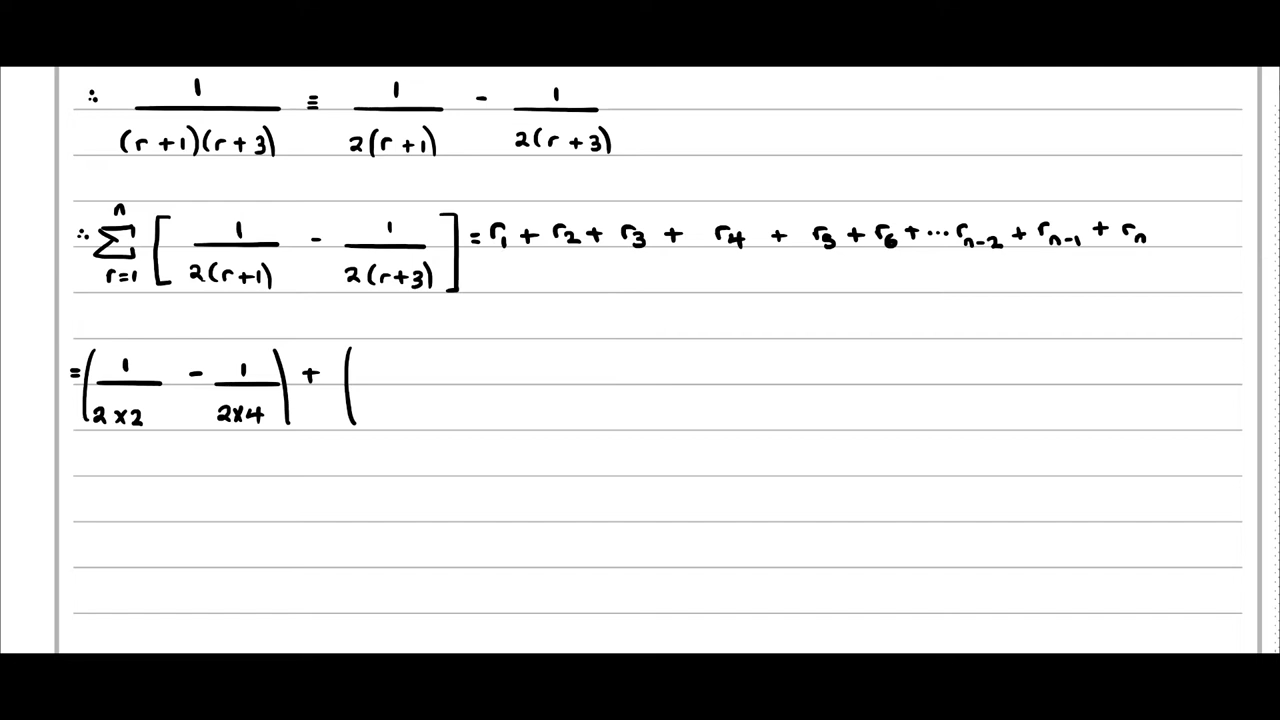 ∴ 1/((r+1)(r+3)) ≡ 1/(2(r+1)) - 1/(2(r+3))
∴ ∑_{r=1}^{n} [ 1/(2(r+1)) - 1/(2(r+3)) ] = r₁ + r₂ + r₃ + r₄ + r₅ + r₆ + ... r_{n-2} + r_{n-1} + r_n
= ( 1/(2×2) - 1/(2×4) ) + (